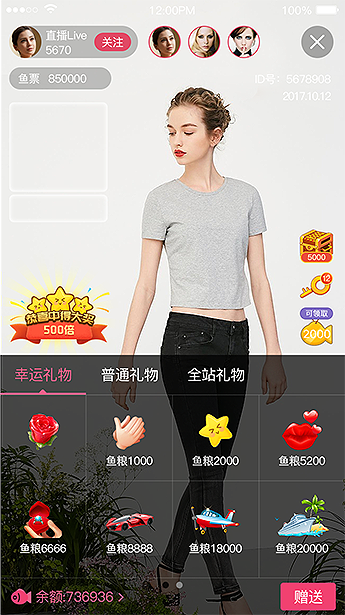 12:00PM
100%
直播Live
5670
关注
鱼票 850000
ID号: 5678908
2017.10.12
恭喜中得大奖
500倍
5000
12
可领取
2000
幸运礼物 普通礼物 全站礼物
鱼粮1000 鱼粮2000 鱼粮5200
鱼粮6666 鱼粮8888 鱼粮18000 鱼粮20000
余额:736936 >
赠送